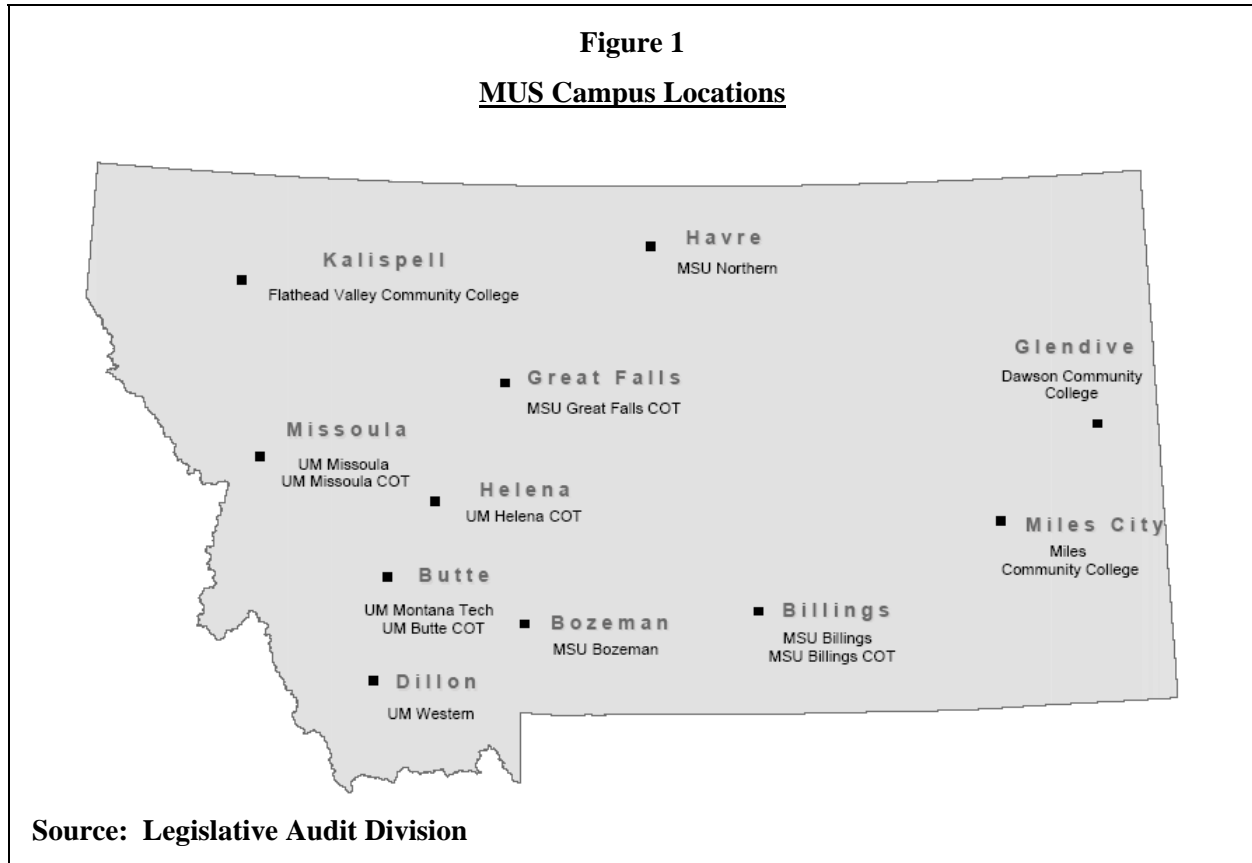 Figure 1
MUS Campus Locations
Havre
MSU Northern
Kalispell
Flathead Valley Community College
Glendive
Dawson Community
College
Great Falls
MSU Great Falls COT
Missoula
UM Missoula
UM Missoula COT
Helena
UM Helena COT
Miles City
Miles
Community College
Butte
UM Montana Tech
UM Butte COT
Bozeman
MSU Bozeman
Billings
MSU Billings
MSU Billings COT
Dillon
UM Western
Source: Legislative Audit Division